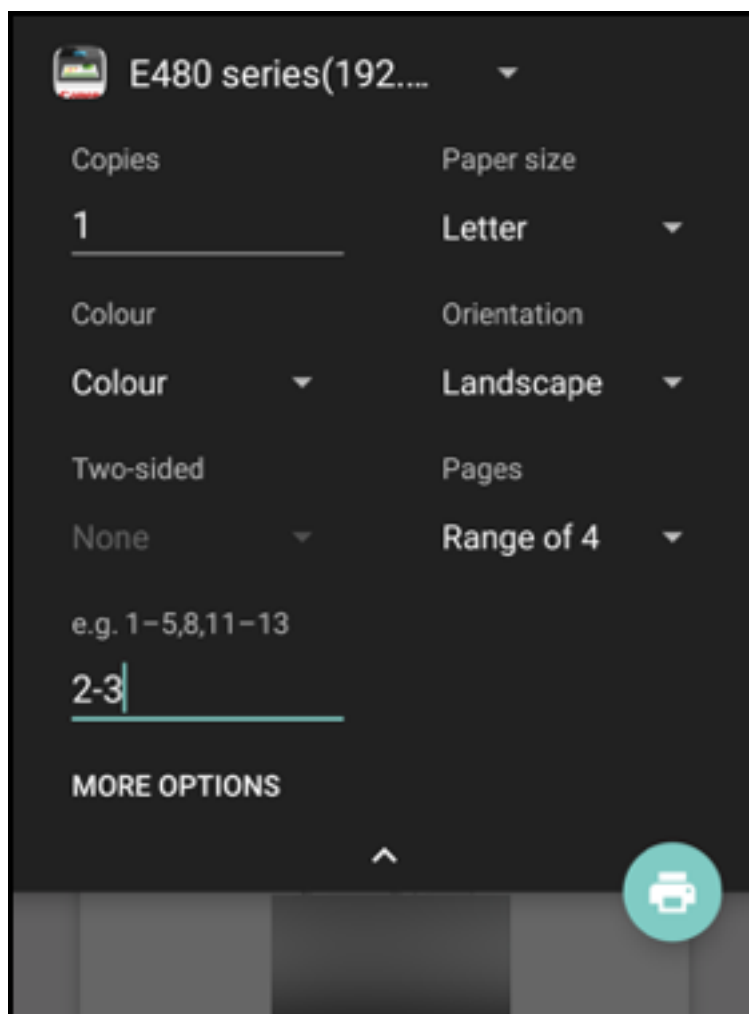 E480 series(192....
Copies
Paper size
1
Letter
Colour
Orientation
Colour
Landscape
Two-sided
Pages
None
Range of 4
e.g. 1–5,8,11–13
2-3
MORE OPTIONS